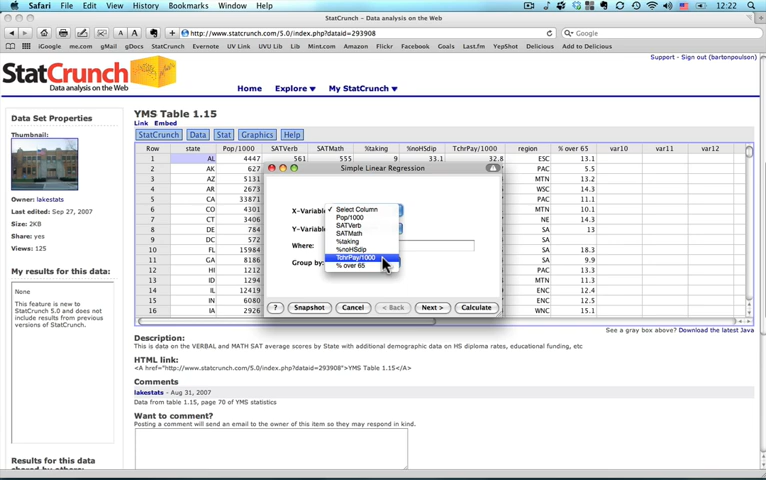 Safari File Edit View History Bookmarks Window Help 12:22
StatCrunch - Data analysis on the Web
http://www.statcrunch.com/5.0/index.php?dataid=293908
iGoogle me.com gMail gDocs StatCrunch Evernote UV Link UVU Lib Mint.com Amazon Flickr Facebook Goals Last.fm YepShot Delicious Add to Delicious
Support - Sign out (bartonpoulson)
StatCrunch
Data analysis on the Web
Home Explore My StatCrunch
Data Set Properties
Thumbnail:
Owner: lakestats
Last edited: Sep 27, 2007
Size: 2KB
Share: yes
Views: 125
My results for this data:
None
This feature is new to StatCrunch 5.0 and does not include results from previous versions of StatCrunch.
Results for this data
shared by others:
YMS Table 1.15
Link Embed
StatCrunch Data Stat Graphics Help
Row state Pop/1000 SATVerb SATMath %taking %noHSdip TchrPay/1000 region % over 65 var10 var11 var12
1 AL 4447 561 555 9 33.1 32.8 ESC 13.1
2 AK 627 PAC 5.5
3 AZ 5131 MTN 13.2
4 AR 2673 WSC 14.3
5 CA 33871 PAC 11.1
6 CO 4301 MTN 10.1
7 CT 3406 NE 14.3
8 DE 784 SA 13
9 DC 572 SA
10 FL 15984 SA 18.3
11 GA 8186 SA 9.9
12 HI 1212 PAC 13.3
13 ID 1294 MTN 11.3
14 IL 12419 ENC 12.4
15 IN 6080 ENC 12.5
16 IA 2926 WNC 15.1
Simple Linear Regression
X-Variable
Y-Variable
Where:
Group by:
✓ Select Column
Pop/1000
SATVerb
SATMath
%taking
%noHSdip
TchrPay/1000
% over 65
? Snapshot Cancel < Back Next > Calculate
See a gray box above? Download the latest Java
Description:
This is data on the VERBAL and MATH SAT average scores by State with additional demographic data on HS diploma rates, educational funding, etc
HTML link:
<A href="http://www.statcrunch.com/5.0/index.php?dataid=293908">YMS Table 1.15</A>
Comments
lakestats - Aug 31, 2007
Data from table 1.15, page 70 of YMS statistics
Want to comment?
Posting a comment will send an email to the owner of this item so they may respond in kind.